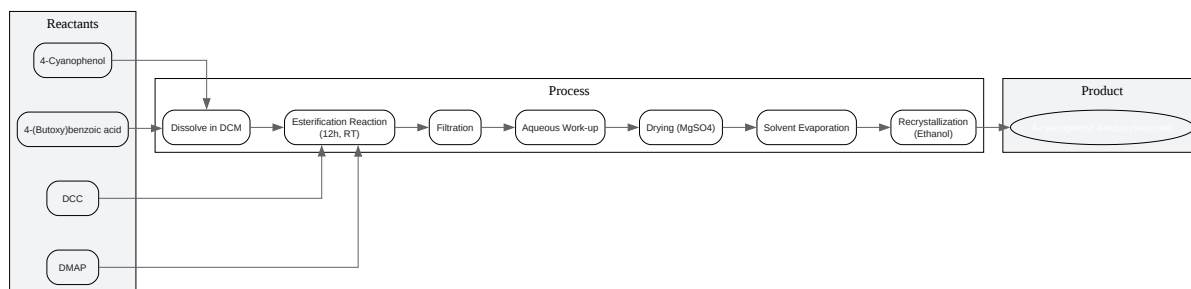 Reactants
4-Cyanophenol
4-(Butoxy)benzoic acid
DCC
DMAP
Process
Dissolve in DCM
Esterification Reaction
(12h, RT)
Filtration
Aqueous Work-up
Drying (MgSO4)
Solvent Evaporation
Recrystallization
(Ethanol)
Product